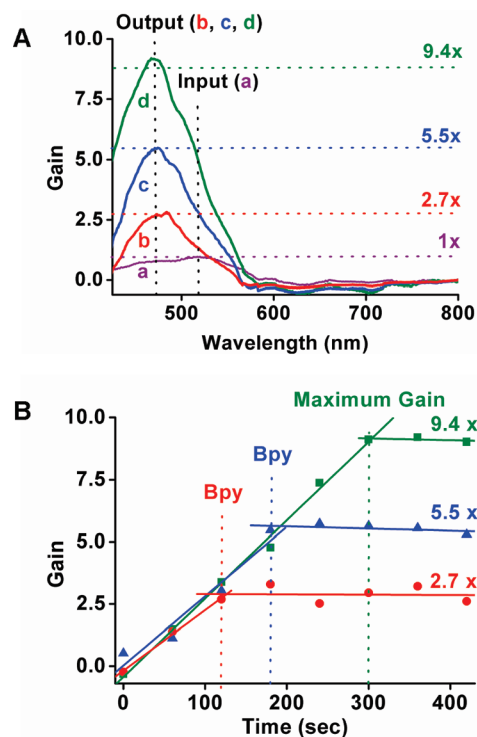 A
Output (b, c, d)
Input (a)
10.0
7.5
5.0
2.5
0.0
Gain
9.4x
5.5x
2.7x
1x
d
c
b
a
500
600
700
800
Wavelength (nm)
B
Maximum Gain
Bpy
Bpy
10.0
7.5
5.0
2.5
0.0
Gain
9.4 x
5.5 x
2.7 x
0
100
200
300
400
Time (sec)